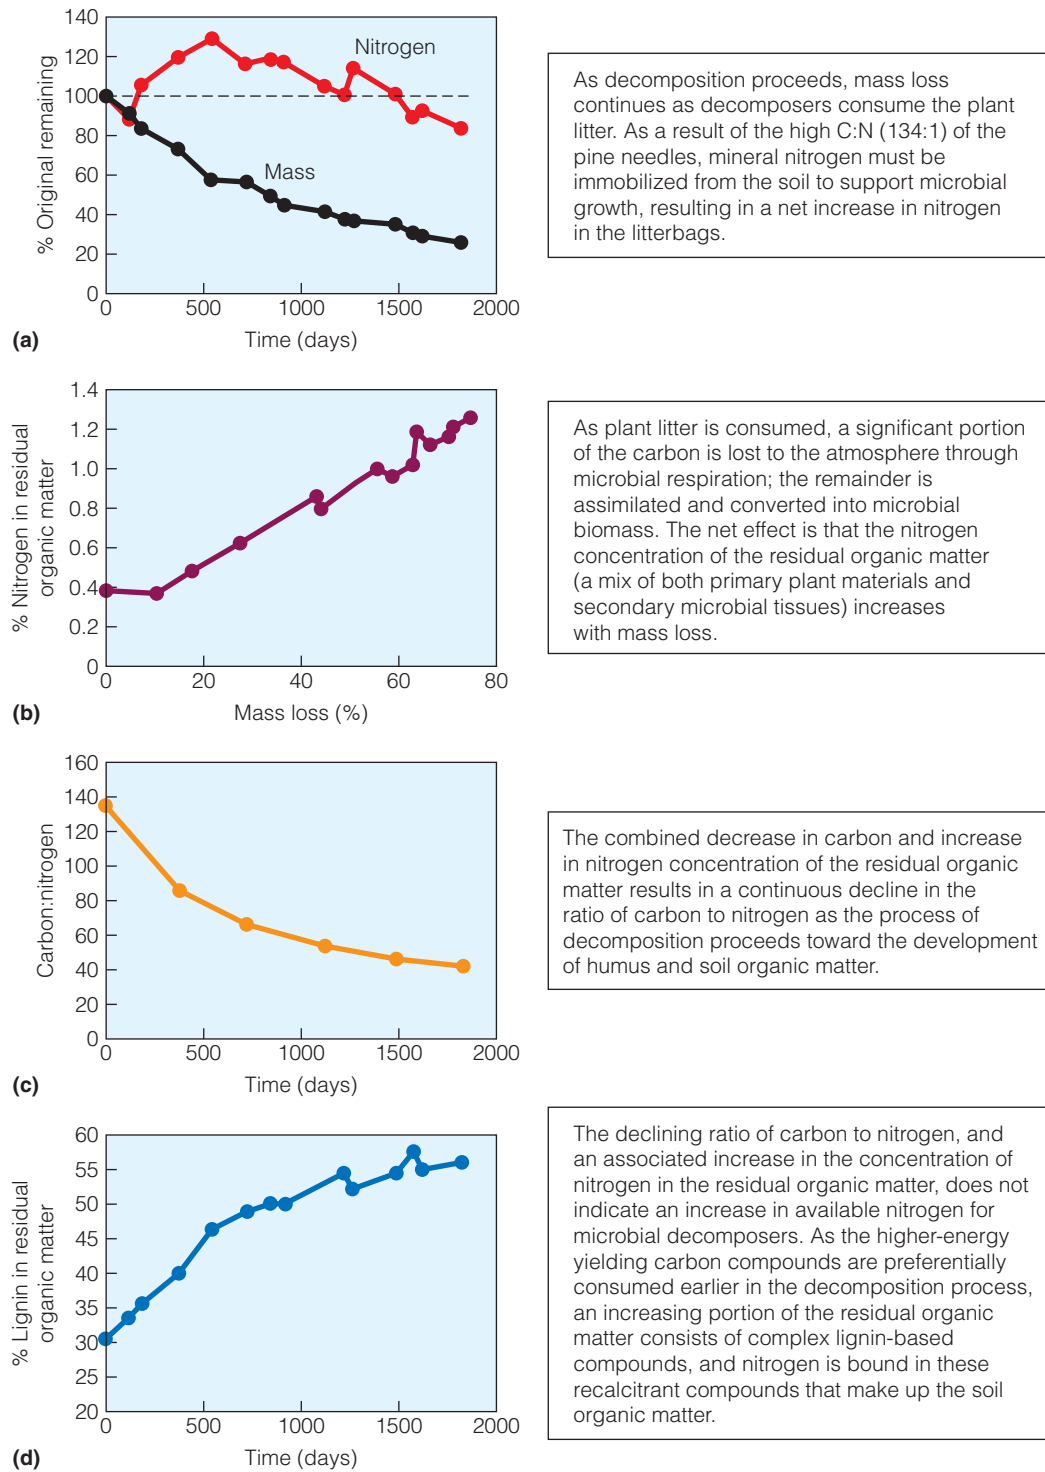 140
120
100
80
60
40
20
0
% Original remaining
Nitrogen
Mass
0 500 1000 1500 2000
Time (days)
(a)
As decomposition proceeds, mass loss
continues as decomposers consume the plant
litter. As a result of the high C:N (134:1) of the
pine needles, mineral nitrogen must be
immobilized from the soil to support microbial
growth, resulting in a net increase in nitrogen
in the litterbags.
1.4
1.2
1.0
0.8
0.6
0.4
0.2
0
% Nitrogen in residual
organic matter
0 20 40 60 80
Mass loss (%)
(b)
As plant litter is consumed, a significant portion
of the carbon is lost to the atmosphere through
microbial respiration; the remainder is
assimilated and converted into microbial
biomass. The net effect is that the nitrogen
concentration of the residual organic matter
(a mix of both primary plant materials and
secondary microbial tissues) increases
with mass loss.
160
140
120
100
80
60
40
20
0
Carbon:nitrogen
0 500 1000 1500 2000
Time (days)
(c)
The combined decrease in carbon and increase
in nitrogen concentration of the residual organic
matter results in a continuous decline in the
ratio of carbon to nitrogen as the process of
decomposition proceeds toward the development
of humus and soil organic matter.
60
55
50
45
40
35
30
25
20
% Lignin in residual
organic matter
0 500 1000 1500 2000
Time (days)
(d)
The declining ratio of carbon to nitrogen, and
an associated increase in the concentration of
nitrogen in the residual organic matter, does not
indicate an increase in available nitrogen for
microbial decomposers. As the higher-energy
yielding carbon compounds are preferentially
consumed earlier in the decomposition process,
an increasing portion of the residual organic
matter consists of complex lignin-based
compounds, and nitrogen is bound in these
recalcitrant compounds that make up the soil
organic matter.